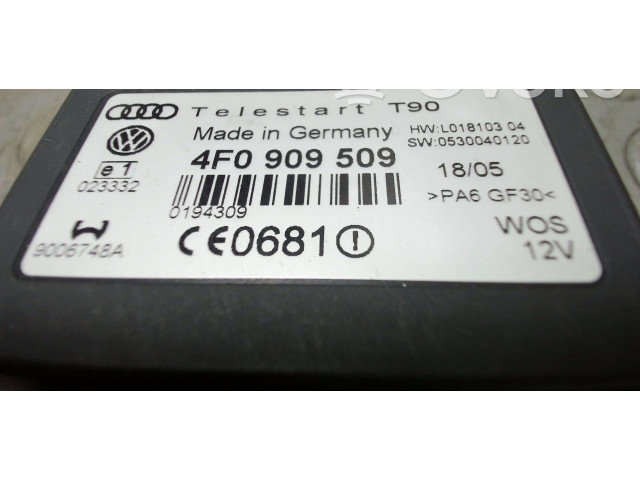 Telestart T90
Made in Germany
HW:L018103 04
SW:0530040120
4F0 909 509
18/05
e1
023332
>PA6 GF30<
0194309
CE0681
WOS
12V
9006748A